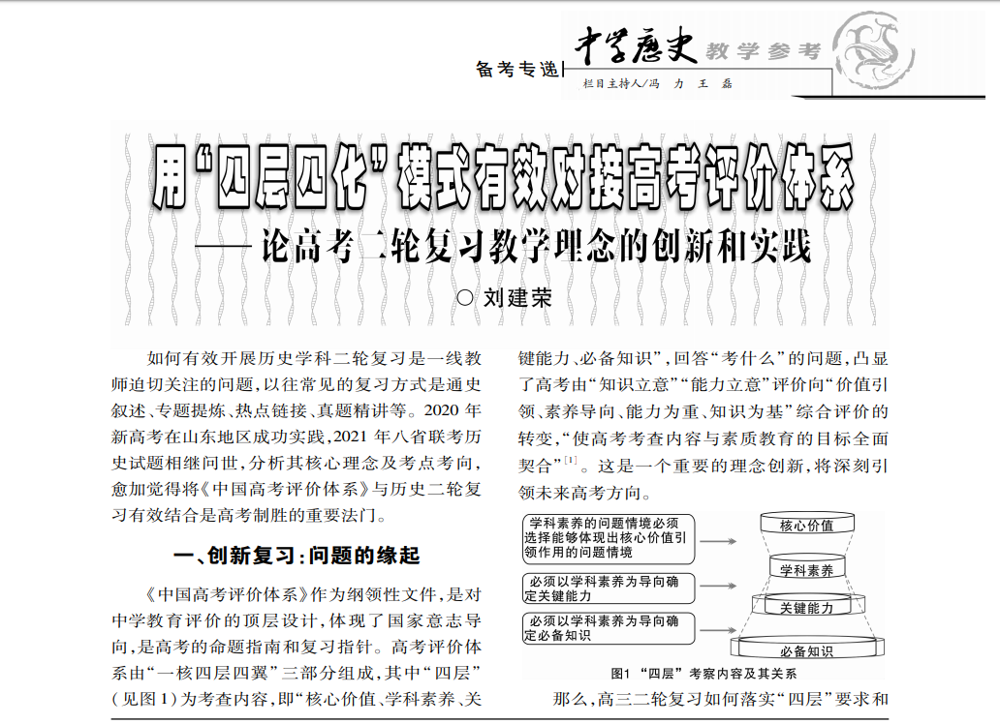 中学历史教学参考
备考专递
栏目主持人/冯 力 王 磊
用“四层四化”模式有效对接高考评价体系
——论高考二轮复习教学理念的创新和实践
○ 刘建荣
如何有效开展历史学科二轮复习是一线教
师迫切关注的问题,以往常见的复习方式是通史
叙述、专题提炼、热点链接、真题精讲等。2020 年
新高考在山东地区成功实践,2021 年八省联考历
史试题相继问世,分析其核心理念及考点考向,
愈加觉得将《中国高考评价体系》与历史二轮复
习有效结合是高考制胜的重要法门。
一、创新复习:问题的缘起
《中国高考评价体系》作为纲领性文件,是对
中学教育评价的顶层设计,体现了国家意志导
向,是高考的命题指南和复习指针。高考评价体
系由“一核四层四翼”三部分组成,其中“四层”
(见图 1)为考查内容,即“核心价值、学科素养、关
键能力、必备知识”,回答“考什么”的问题,凸显
了高考由“知识立意”“能力立意”评价向“价值引
领、素养导向、能力为重、知识为基”综合评价的
转变,“使高考考查内容与素质教育的目标全面
契合”[1]。这是一个重要的理念创新,将深刻引
领未来高考方向。
学科素养的问题情境必须
选择能够体现出核心价值引
领作用的问题情境
必须以学科素养为导向确
定关键能力
必须以学科素养为导向确
定必备知识
核心价值
学科素养
关键能力
必备知识
图1 “四层”考察内容及其关系
那么,高三二轮复习如何落实“四层”要求和